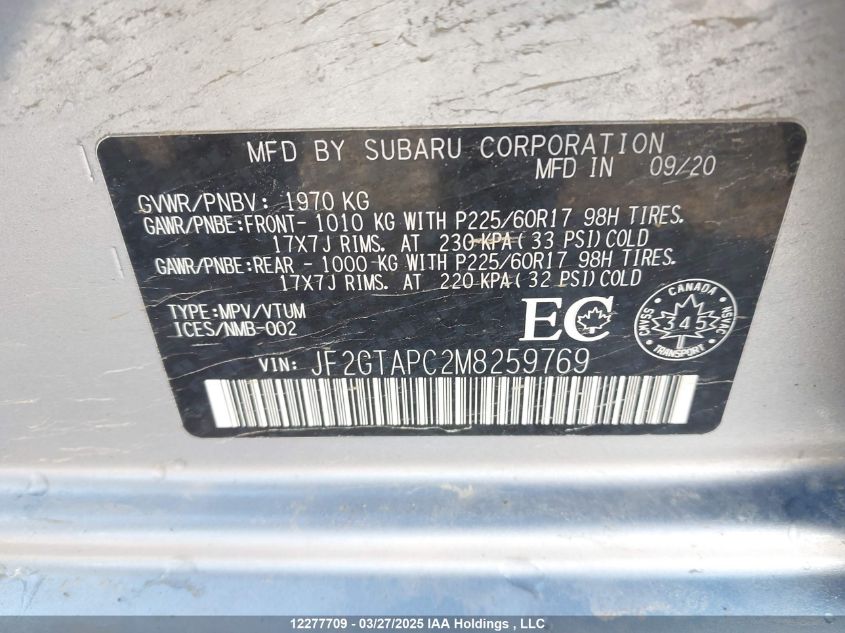 MFD BY SUBARU CORPORATION
MFD IN 09/20
GVWR/PNBV: 1970 KG
GAWR/PNBE:FRONT- 1010 KG WITH P225/60R17 98H TIRES.
17X7J RIMS. AT 230 KPA(33 PSI)COLD
GAWR/PNBE:REAR - 1000 KG WITH P225/60R17 98H TIRES.
17X7J RIMS. AT 220 KPA(32 PSI)COLD
TYPE:MPV/VTUM
ICES/NMB-002
EC
CANADA
CMVSS 345 NSVAC
TRANSPORT
VIN: JF2GTAPC2M8259769
12277709 - 03/27/2025 IAA Holdings , LLC